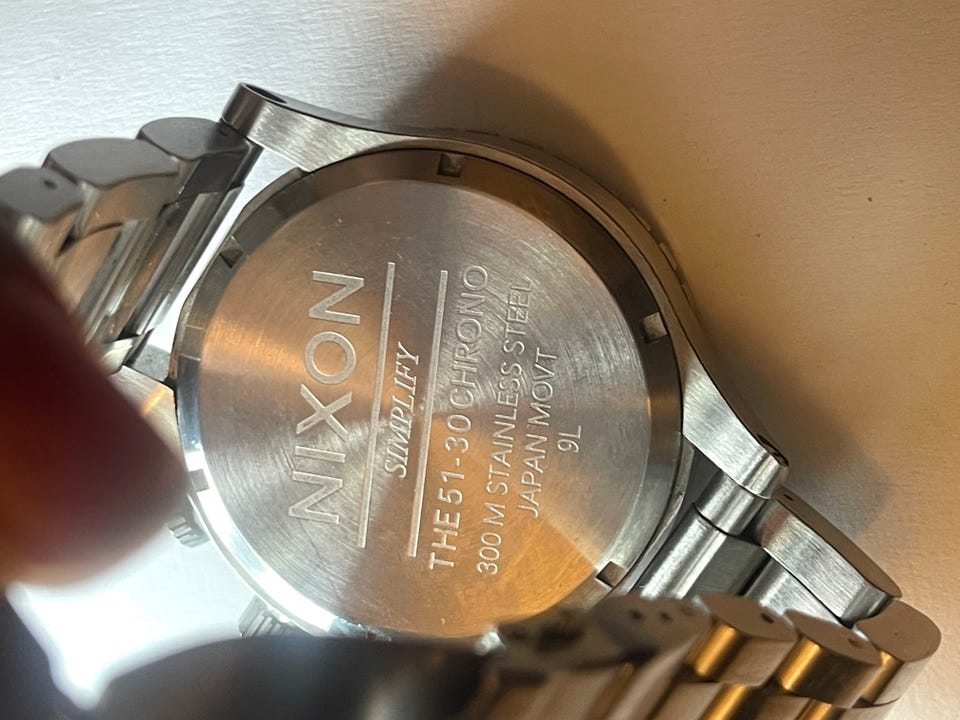 NIXON
SIMPLIFY
THE 51-30 CHRONO
300 M STAINLESS STEEL
JAPAN MOVT
9L